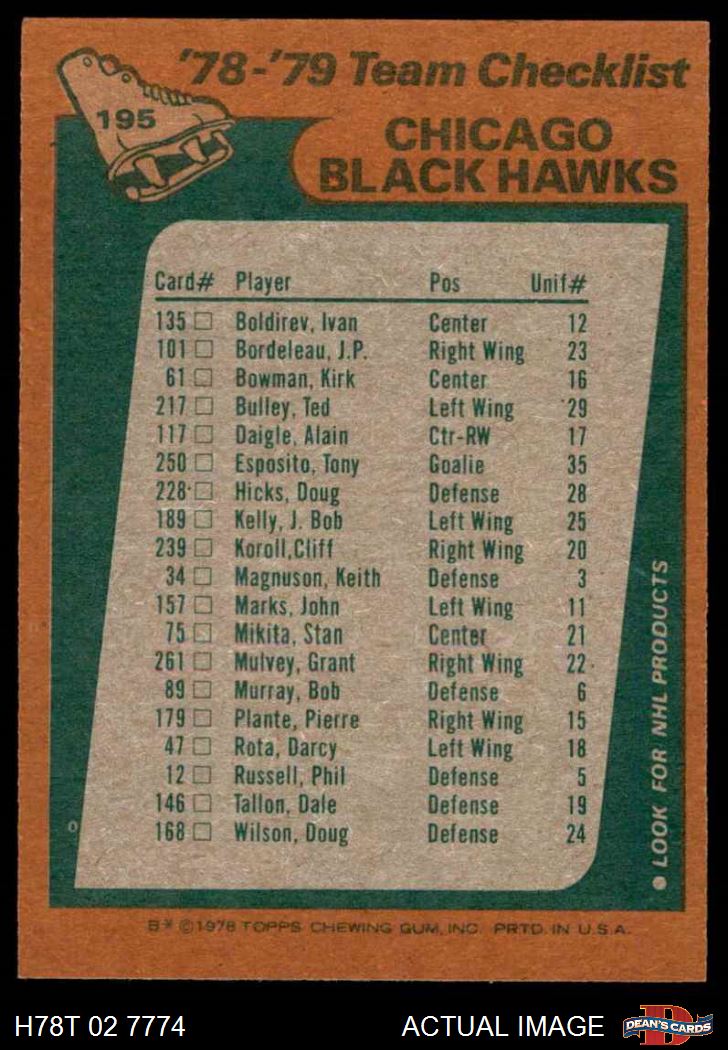 '78-'79 Team Checklist
195
CHICAGO
BLACK HAWKS
Card# Player Pos Unif#
135 Boldirev, Ivan Center 12
101 Bordeleau, J.P. Right Wing 23
61 Bowman, Kirk Center 16
217 Bulley, Ted Left Wing 29
117 Daigle, Alain Ctr-RW 17
250 Esposito, Tony Goalie 35
228 Hicks, Doug Defense 28
189 Kelly, J. Bob Left Wing 25
239 Koroll,Cliff Right Wing 20
34 Magnuson, Keith Defense 3
157 Marks, John Left Wing 11
75 Mikita, Stan Center 21
261 Mulvey, Grant Right Wing 22
89 Murray, Bob Defense 6
179 Plante, Pierre Right Wing 15
47 Rota, Darcy Left Wing 18
12 Russell, Phil Defense 5
146 Tallon, Dale Defense 19
168 Wilson, Doug Defense 24
● LOOK FOR NHL PRODUCTS
B* ©1978 TOPPS CHEWING GUM, INC. PRTD. IN U.S.A.
H78T 02 7774 ACTUAL IMAGE
D
DEAN'S CARDS